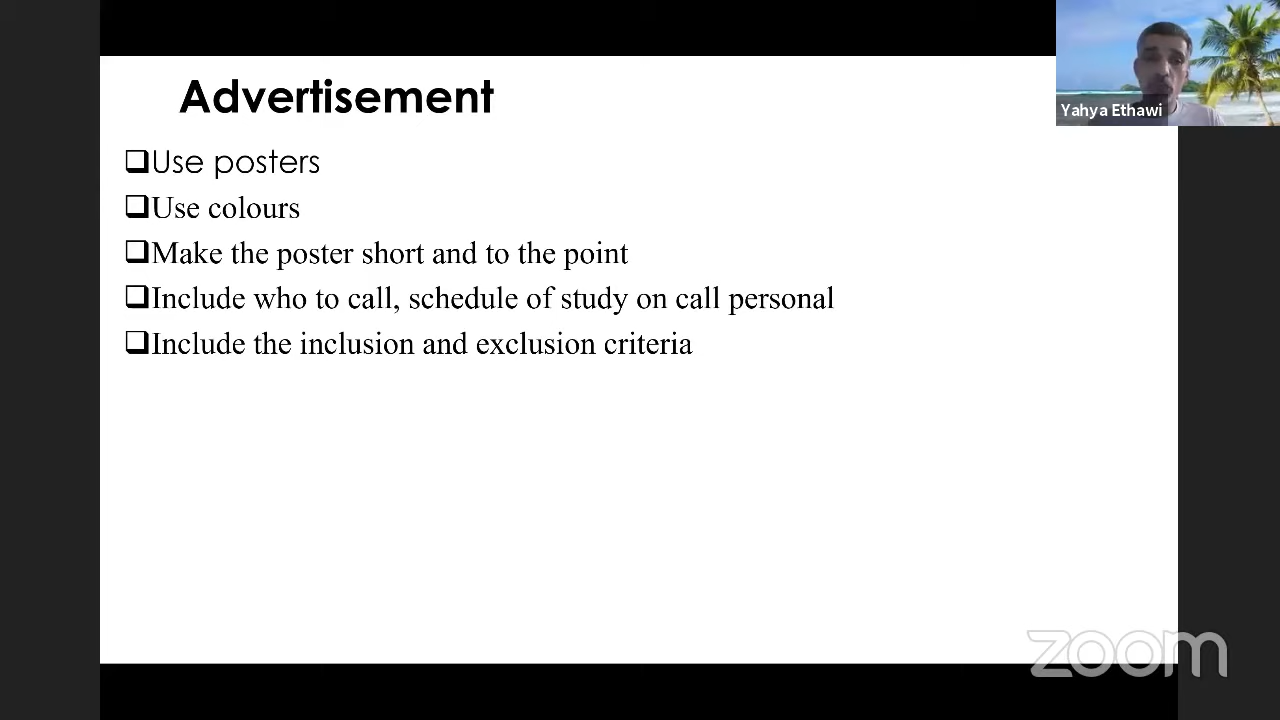 Advertisement
Yahya Ethawi
❑Use posters
❑Use colours
❑Make the poster short and to the point
❑Include who to call, schedule of study on call personal
❑Include the inclusion and exclusion criteria
zoom